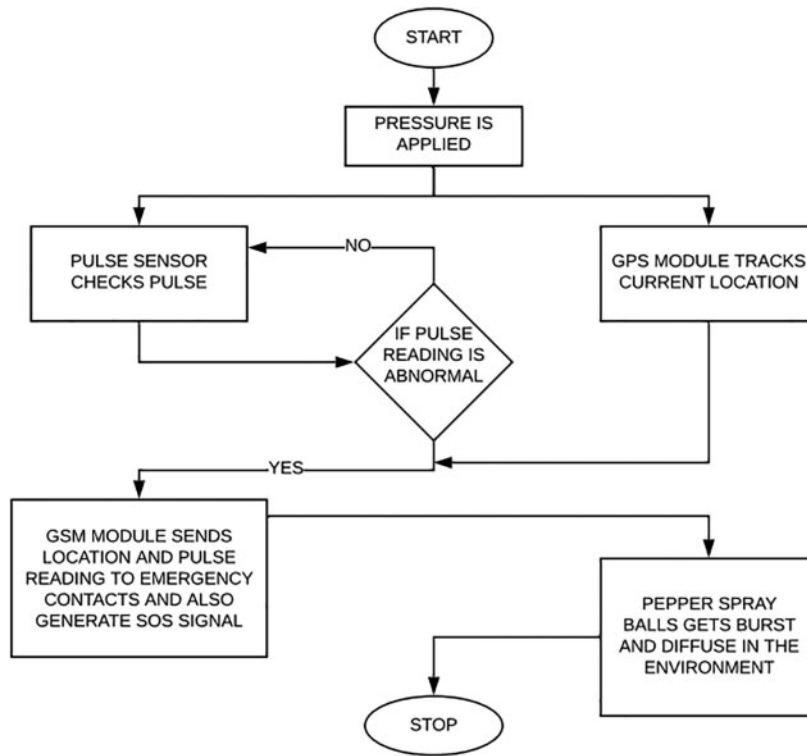 START
PRESSURE IS
APPLIED
PULSE SENSOR
CHECKS PULSE
NO
GPS MODULE TRACKS
CURRENT LOCATION
IF PULSE
READING IS
ABNORMAL
YES
GSM MODULE SENDS
LOCATION AND PULSE
READING TO EMERGENCY
CONTACTS AND ALSO
GENERATE SOS SIGNAL
PEPPER SPRAY
BALLS GETS BURST
AND DIFFUSE IN THE
ENVIRONMENT
STOP